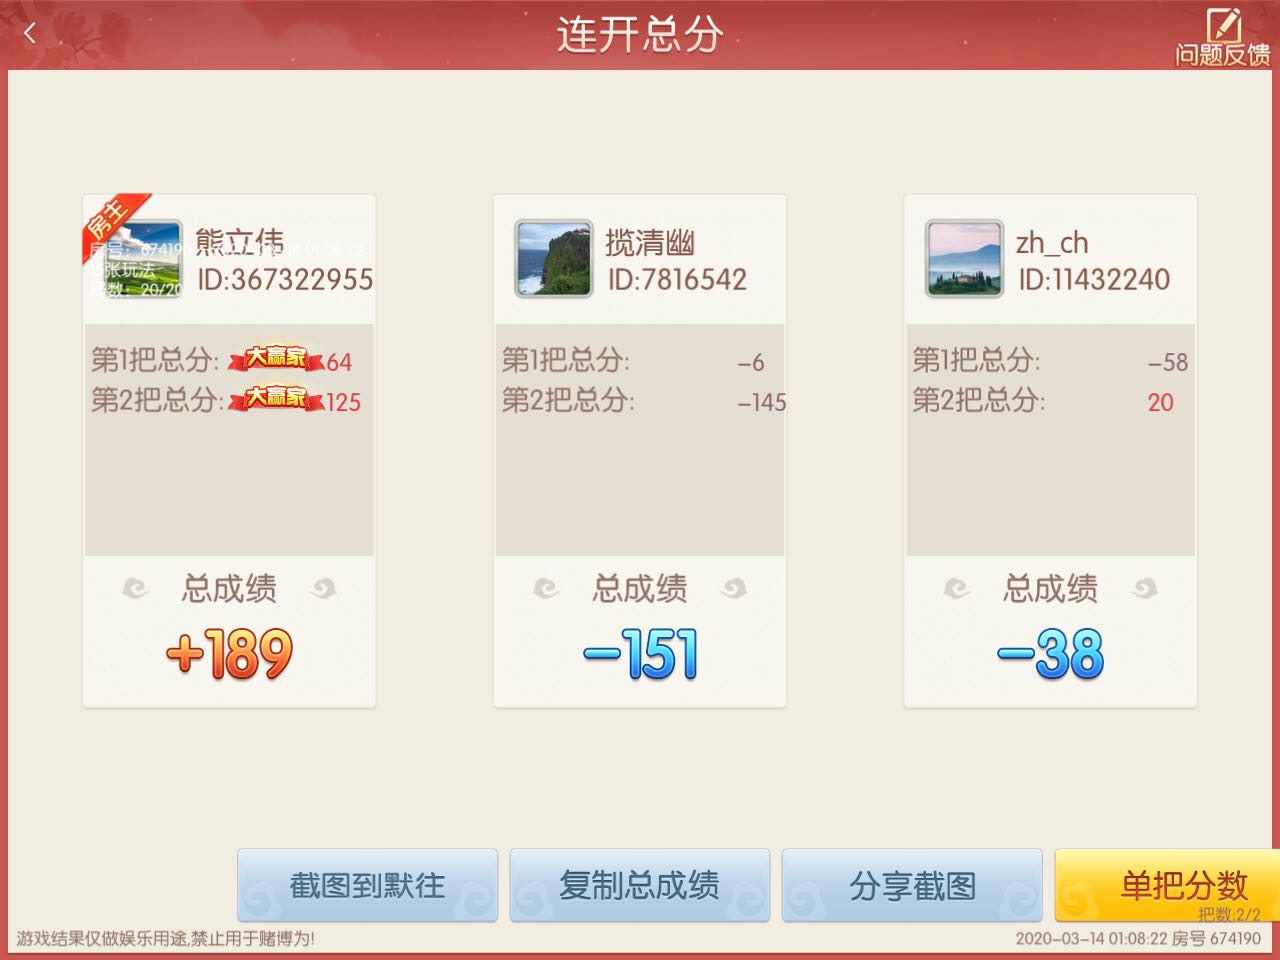 连开总分
问题反馈
房主
熊立伟
ID:367322955
房号: 674190
01:08:22
15张玩法
局数: 20/20
第1把总分: 大赢家 64
第2把总分: 大赢家 125
总成绩
+189
揽清幽
ID:7816542
第1把总分: -6
第2把总分: -145
总成绩
-151
zh_ch
ID:11432240
第1把总分: -58
第2把总分: 20
总成绩
-38
截图到默往
复制总成绩
分享截图
单把分数
把数:2/2
游戏结果仅做娱乐用途,禁止用于赌博为!
2020-03-14 01:08:22 房号 674190